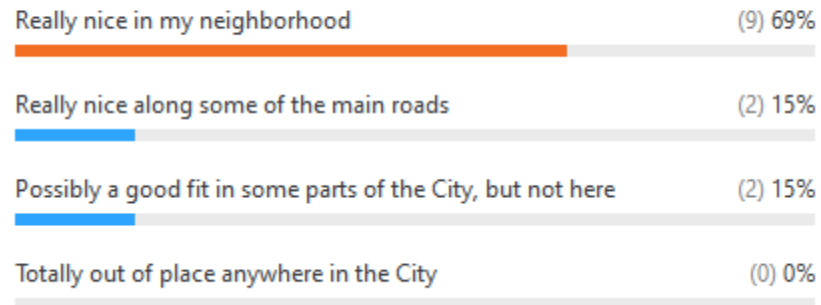 Really nice in my neighborhood (9) 69%
Really nice along some of the main roads (2) 15%
Possibly a good fit in some parts of the City, but not here (2) 15%
Totally out of place anywhere in the City (0) 0%